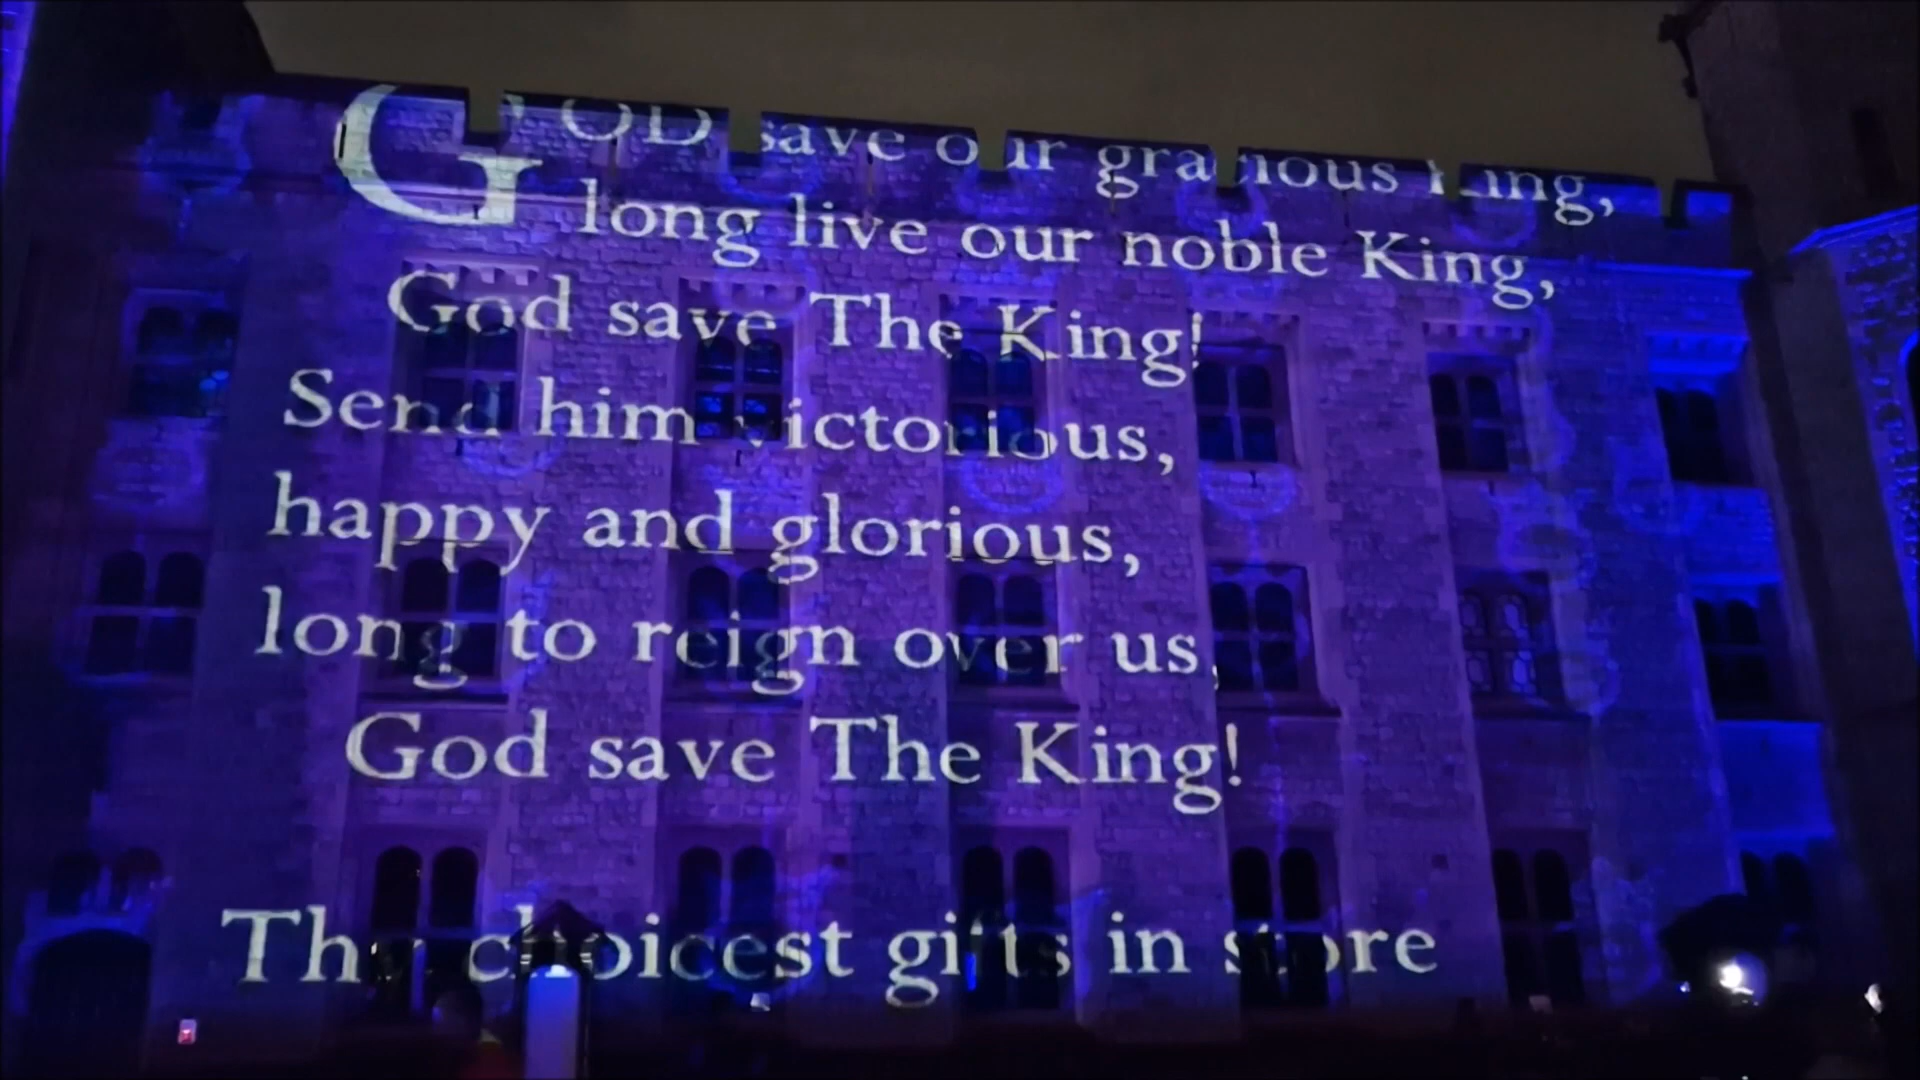 GOD save our gracious King,
long live our noble King,
God save The King!
Send him victorious,
happy and glorious,
long to reign over us,
God save The King!
Thy choicest gifts in store